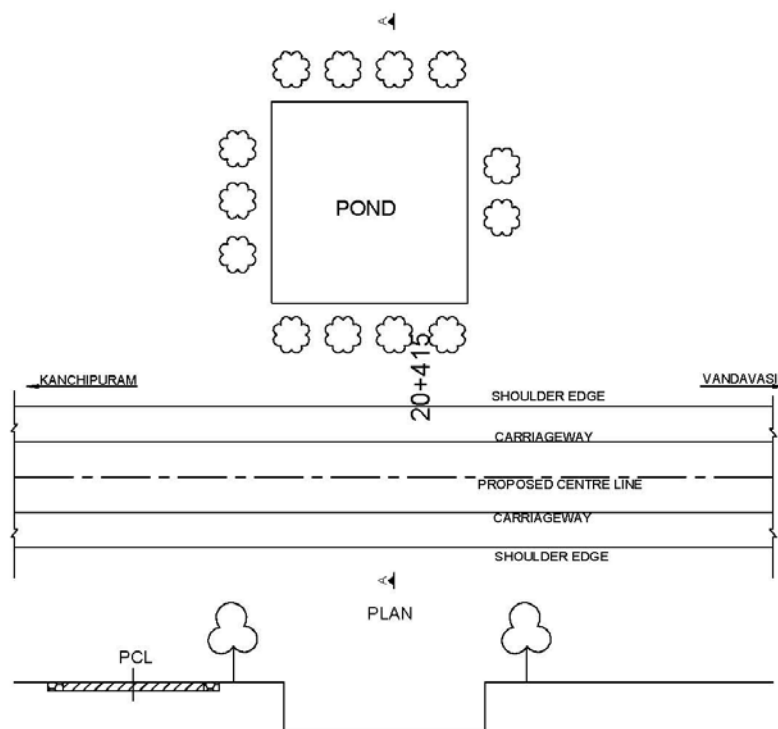 A
POND
20+415
KANCHIPURAM
VANDAVASI
SHOULDER EDGE
CARRIAGEWAY
PROPOSED CENTRE LINE
CARRIAGEWAY
SHOULDER EDGE
A
PLAN
PCL